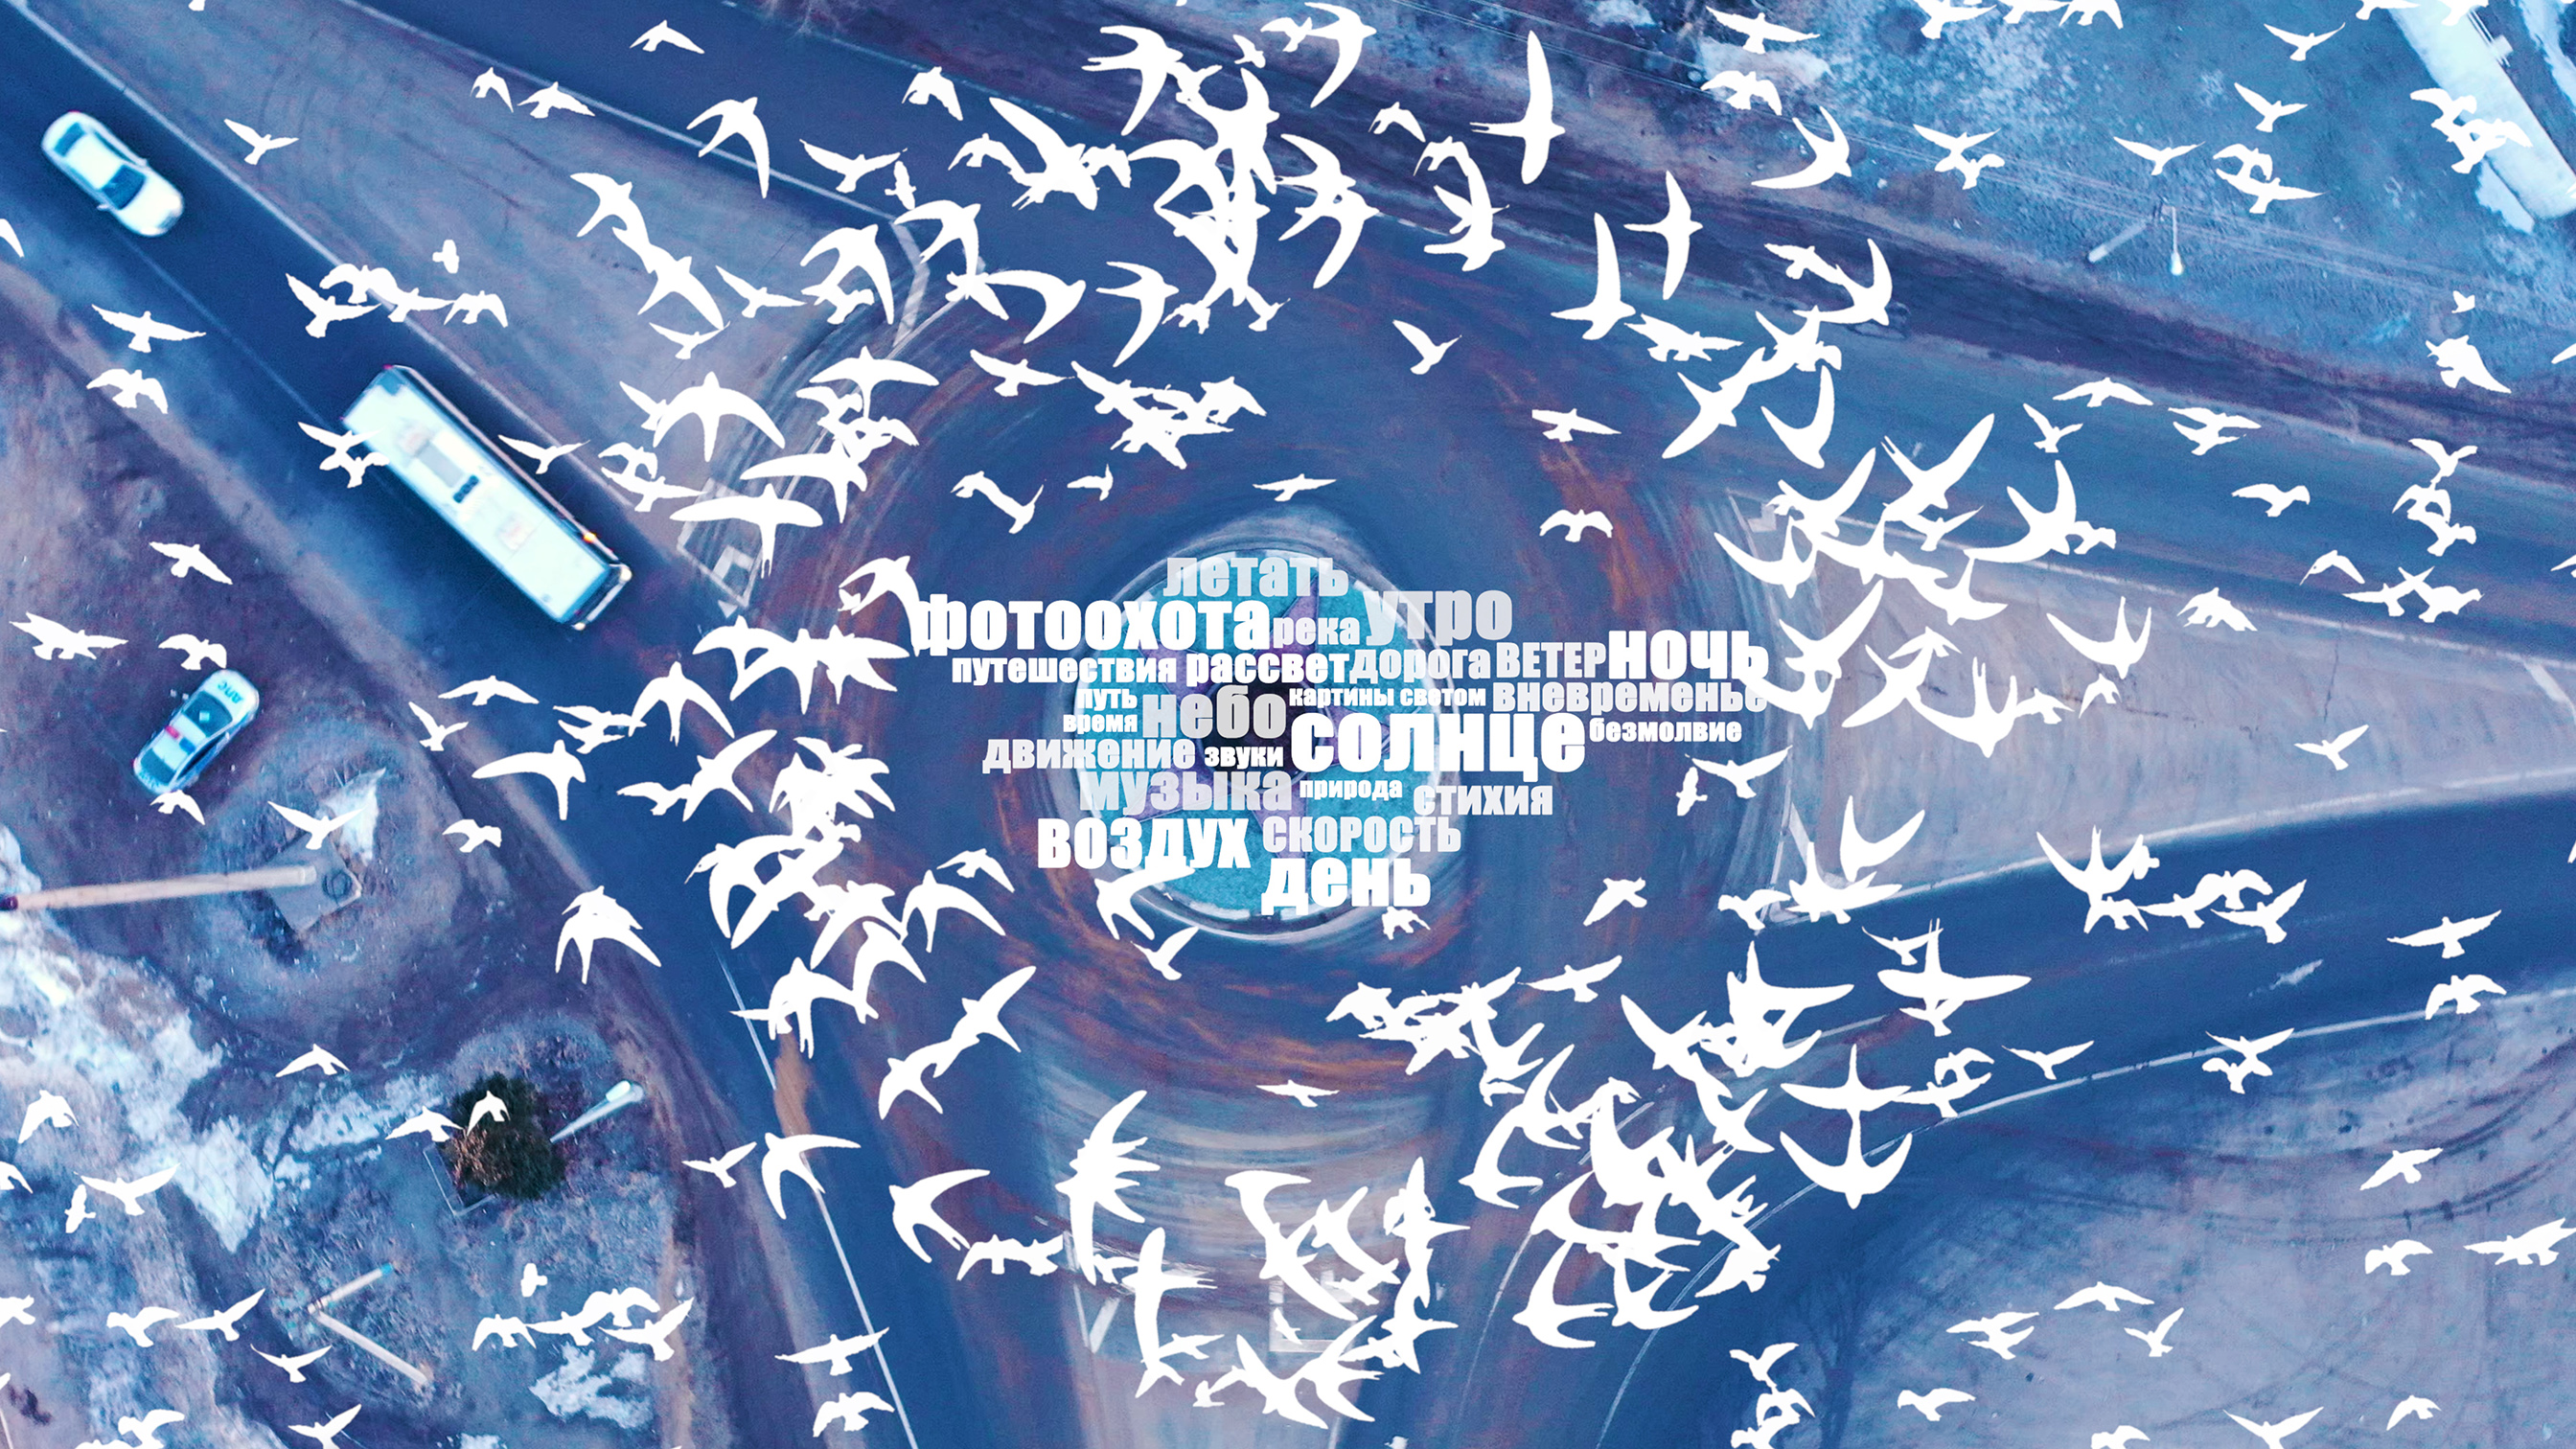 летать
фотоохота река утро
путешествия рассвет дорога ВЕТЕР ночь
путь небо картины светом вневременье
время солнце безмолвие
движение звуки
музыка природа стихия
воздух скорость
день
ДПС